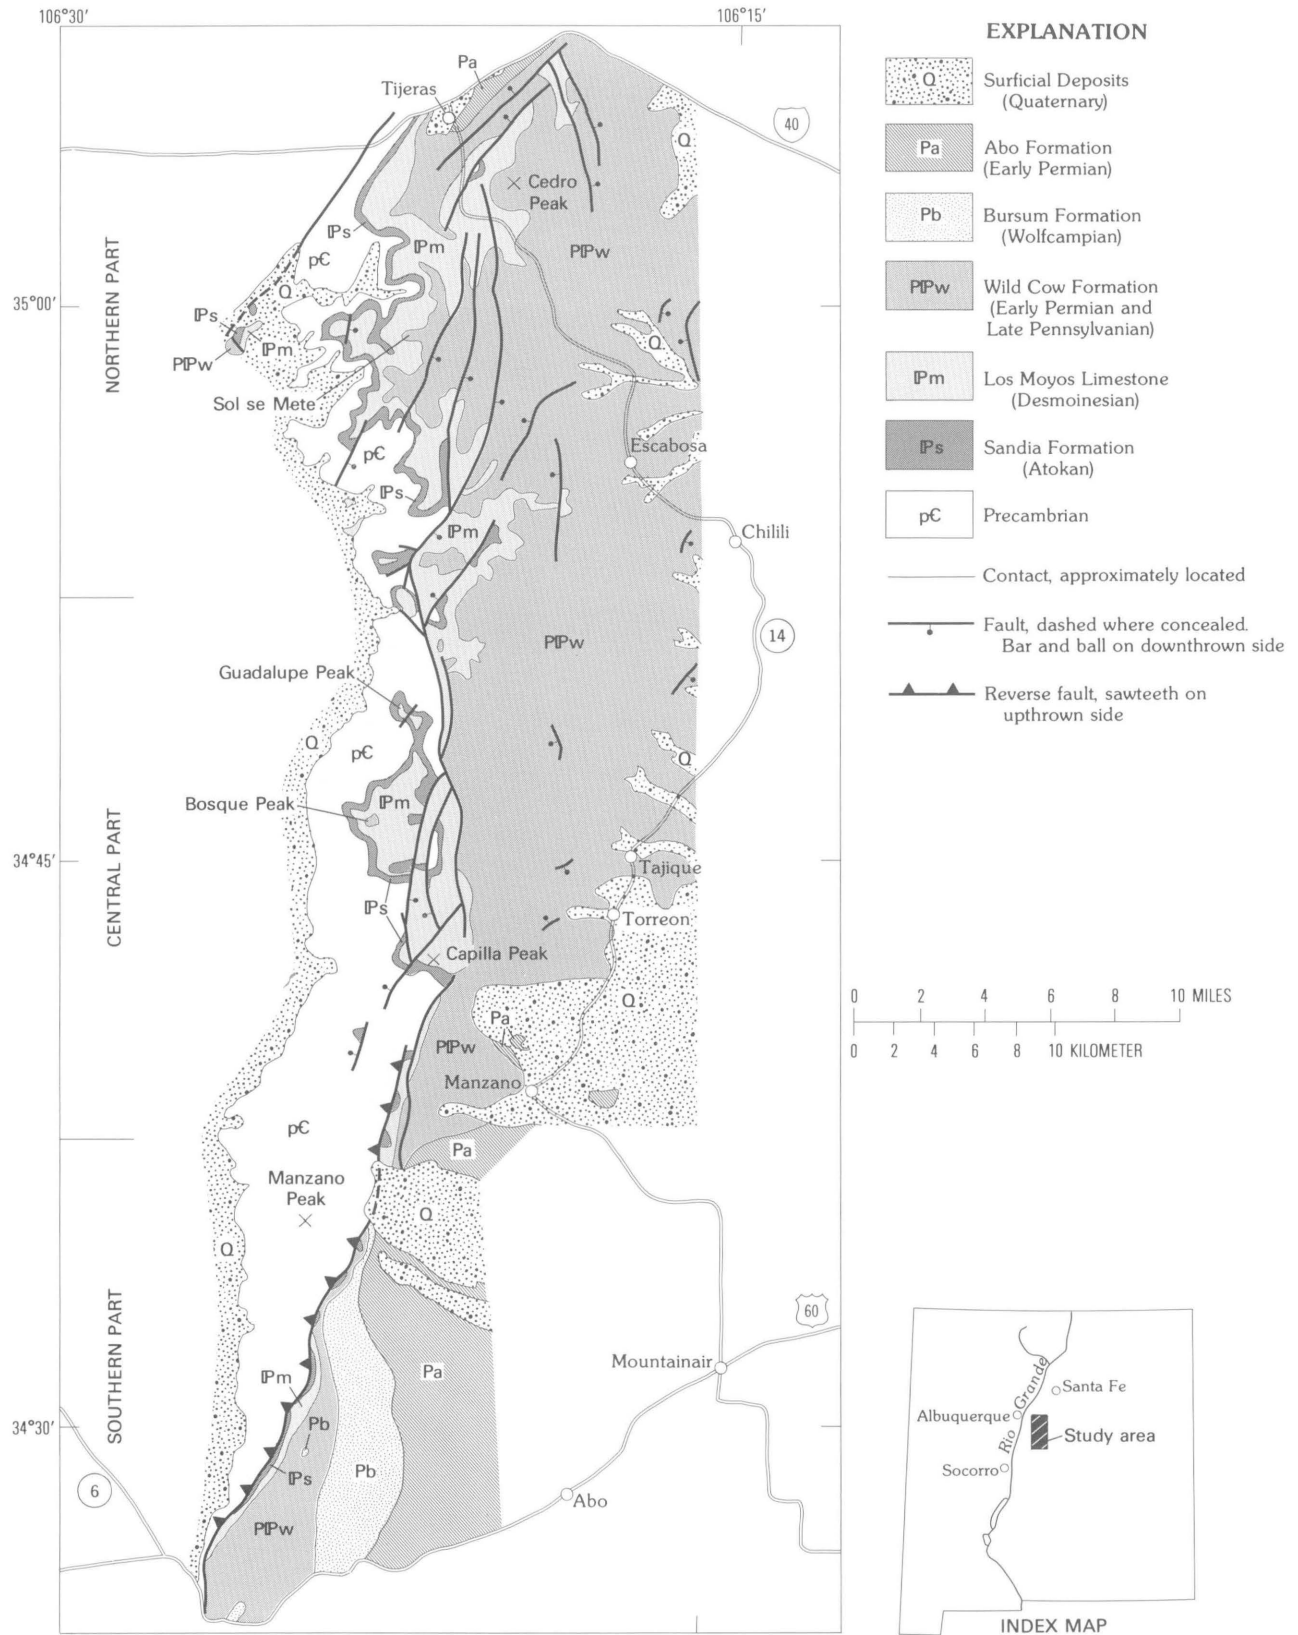 106°30′
106°15′
Pa
Tijeras
40
Q
Cedro
Peak
ℙs
ℙm
p€
PℙPw
Q
35°00′
NORTHERN PART
ℙs
ℙm
PℙPw
Q
Sol se Mete
p€
Escabosa
ℙs
ℙm
Chilili
14
PℙPw
Guadalupe Peak
Q
p€
Q
Bosque Peak
ℙm
CENTRAL PART
34°45′
Tajique
ℙs
Torreon
Capilla Peak
Q
Pa
PℙPw
Manzano
p€
Pa
Manzano
Peak
Q
Q
60
SOUTHERN PART
Mountainair
ℙm
Pa
Pb
34°30′
ℙs
Pb
6
Abo
PℙPw
EXPLANATION
Q
Surficial Deposits
(Quaternary)
Pa
Abo Formation
(Early Permian)
Pb
Bursum Formation
(Wolfcampian)
PℙPw
Wild Cow Formation
(Early Permian and
Late Pennsylvanian)
ℙm
Los Moyos Limestone
(Desmoinesian)
ℙs
Sandia Formation
(Atokan)
p€
Precambrian
Contact, approximately located
Fault, dashed where concealed.
Bar and ball on downthrown side
Reverse fault, sawteeth on
upthrown side
0 2 4 6 8 10 MILES
0 2 4 6 8 10 KILOMETER
Rio Grande
Santa Fe
Albuquerque
Study area
Socorro
INDEX MAP